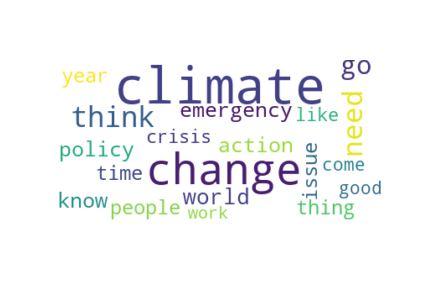 year climate go
think emergency like need
policy crisis action
time change issue come
know people world good
work thing